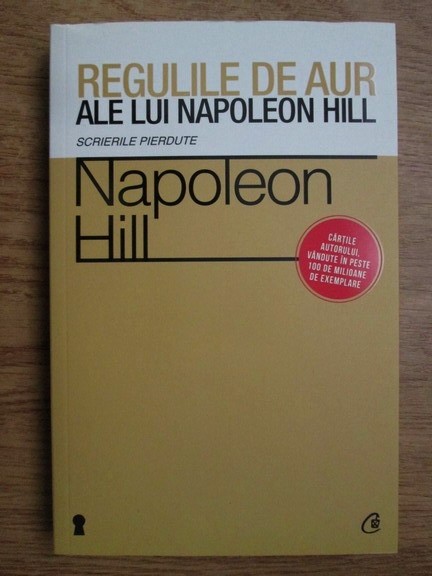 REGULILE DE AUR
ALE LUI NAPOLEON HILL
SCRIERILE PIERDUTE
Napoleon
Hill
CĂRȚILE
AUTORULUI,
VÂNDUTE ÎN PESTE
100 DE MILIOANE
DE EXEMPLARE